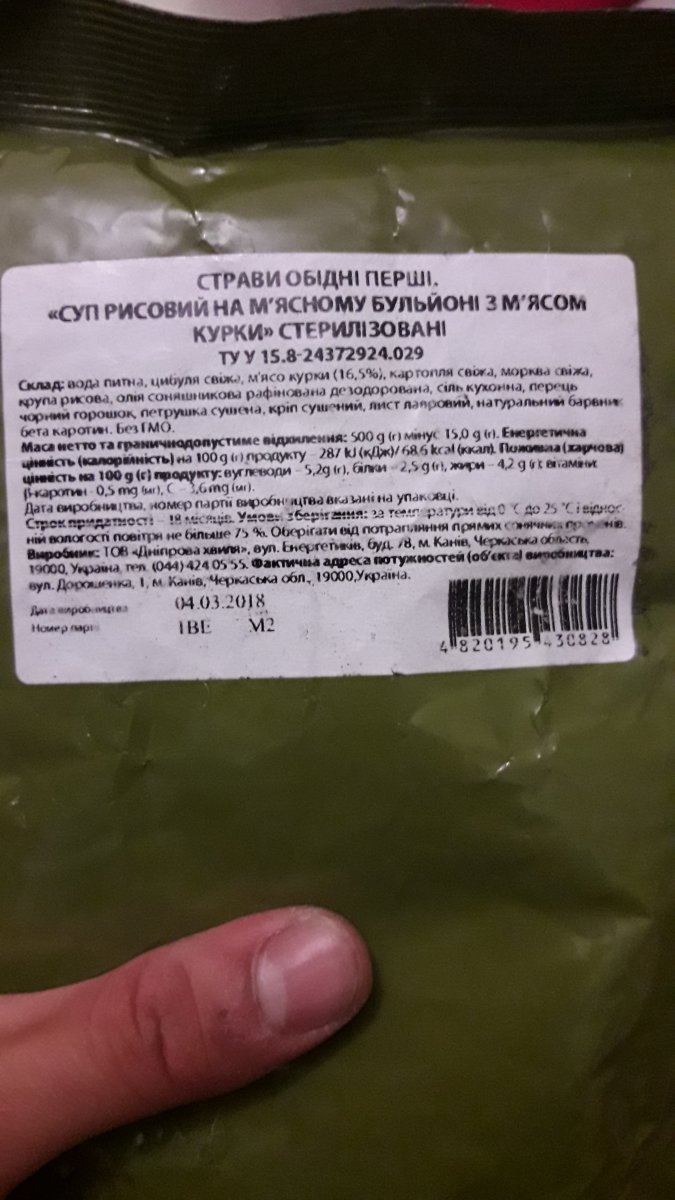 СТРАВИ ОБІДНІ ПЕРШІ.
«СУП РИСОВИЙ НА М’ЯСНОМУ БУЛЬЙОНІ З М’ЯСОМ
КУРКИ» СТЕРИЛІЗОВАНІ
ТУ У 15.8-24372924.029
Склад: вода питна, цибуля свіжа, м'ясо курки (16,5%), картопля свіжа, морква свіжа,
крупа рисова, олія соняшникова рафінована дезодорована, сіль кухонна, перець
чорний горошок, петрушка сушена, кріп сушений, лист лавровий, натуральний барвник
бета каротин. Без ГМО.
Маса нетто та граничнодопустиме відхилення: 500 g (г) мінус 15,0 g (г). Енергетична
цінність (калорійність) на 100 g (г) продукту – 287 kJ (кДж)/ 68,6 kcal (ккал). Поживна (харчова)
цінність на 100 g (г) продукту: вуглеводи – 5,2g (г), білки – 2,5 g (г), жири – 4,2 g (г); вітаміни:
β-каротин - 0,5 mg (мг), С – 3,6 mg (мг).
Дата виробництва, номер партії виробництва вказані на упаковці.
Строк придатності – 18 місяців. Умови зберігання: за температури від 0 °С до 25 °С і віднос-
ній вологості повітря не більше 75 %. Оберігати від потрапляння прямих сонячних променів.
Виробник: ТОВ «Дніпрова хвиля», вул. Енергетиків, буд. 78, м. Канів, Черкаська область,
19000, Україна, тел. (044) 424 05 55. Фактична адреса потужностей (об'єкта) виробництва:
вул. Дорошенка, 1, м. Канів, Черкаська обл., 19000,Україна.
Дата виробництва 04.03.2018
Номер партії 1ВЕ М2
4 820195 430828